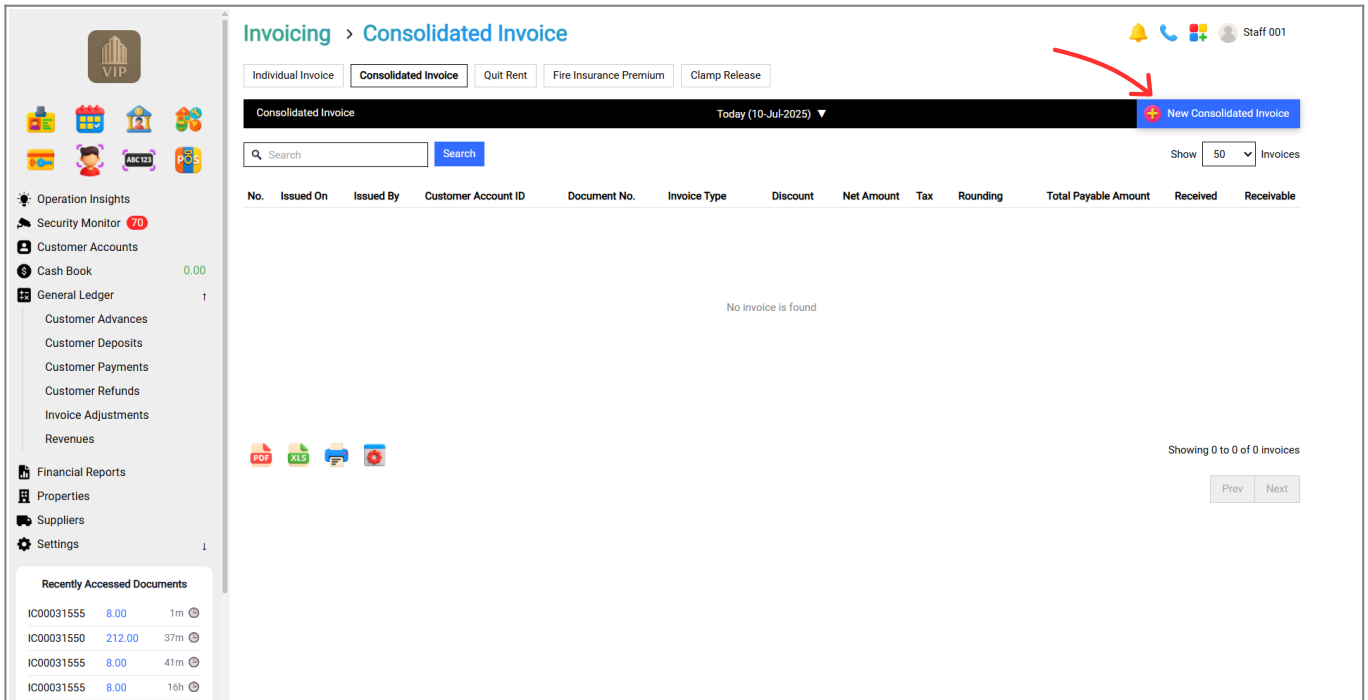 VIP
ABC 123
POS
Operation Insights
Security Monitor 70
Customer Accounts
Cash Book 0.00
General Ledger ↑
Customer Advances
Customer Deposits
Customer Payments
Customer Refunds
Invoice Adjustments
Revenues
Financial Reports
Properties
Suppliers
Settings ↓
Recently Accessed Documents
IC00031555 8.00 1m
IC00031550 212.00 37m
IC00031555 8.00 41m
IC00031555 8.00 16h
Invoicing > Consolidated Invoice
Staff 001
Individual Invoice Consolidated Invoice Quit Rent Fire Insurance Premium Clamp Release
Consolidated Invoice Today (10-Jul-2025) ▼ New Consolidated Invoice
Search Search Show 50 Invoices
No. Issued On Issued By Customer Account ID Document No. Invoice Type Discount Net Amount Tax Rounding Total Payable Amount Received Receivable
No invoice is found
PDF XLS Showing 0 to 0 of 0 invoices
Prev Next